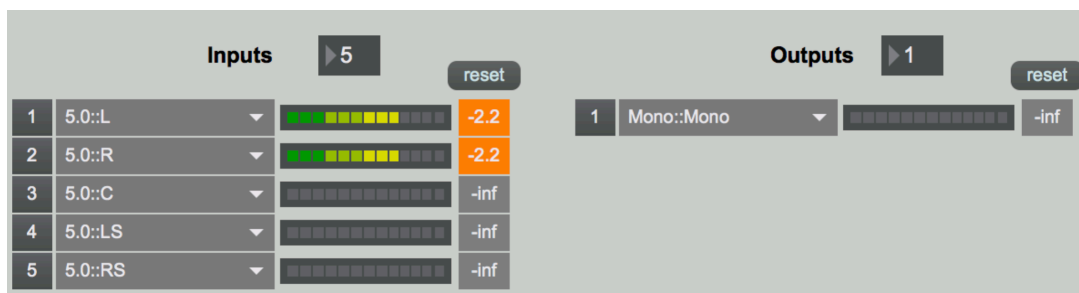 Inputs 5 Outputs 1
reset reset
1 5.0::L -2.2 1 Mono::Mono -inf
2 5.0::R -2.2
3 5.0::C -inf
4 5.0::LS -inf
5 5.0::RS -inf